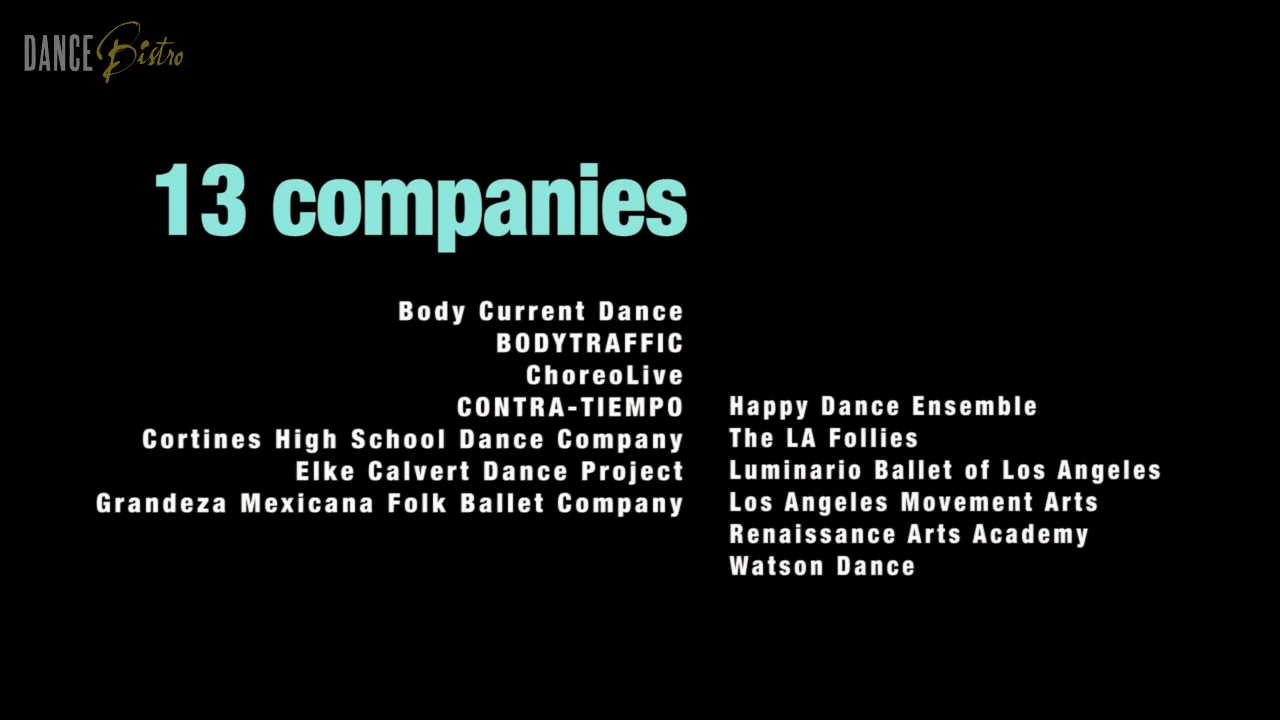 DANCE Bistro
13 companies
Body Current Dance
BODYTRAFFIC
ChoreoLive
CONTRA-TIEMPO
Cortines High School Dance Company
Elke Calvert Dance Project
Grandeza Mexicana Folk Ballet Company
Happy Dance Ensemble
The LA Follies
Luminario Ballet of Los Angeles
Los Angeles Movement Arts
Renaissance Arts Academy
Watson Dance